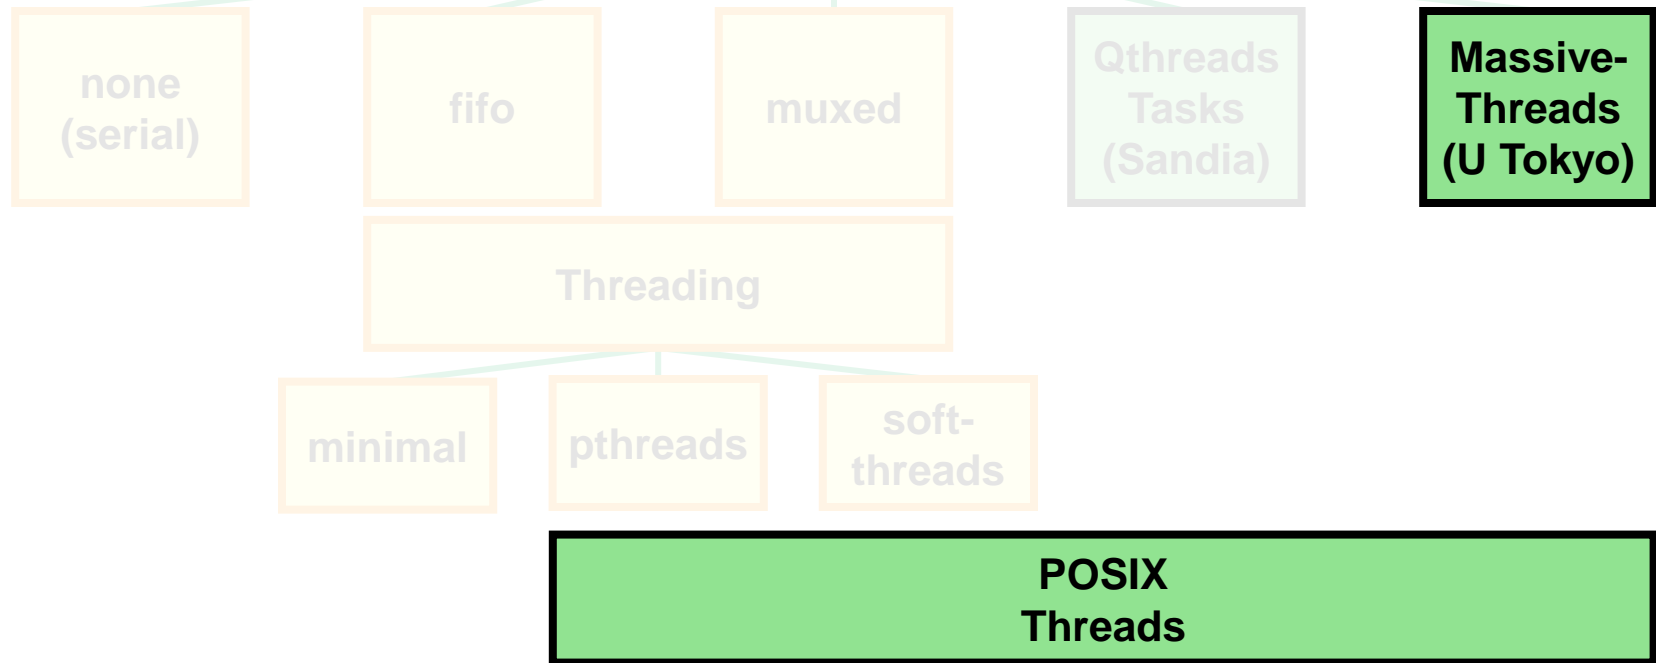 none
(serial)
fifo
muxed
Qthreads
Tasks
(Sandia)
Massive-
Threads
(U Tokyo)
Threading
minimal
pthreads
soft-
threads
POSIX
Threads